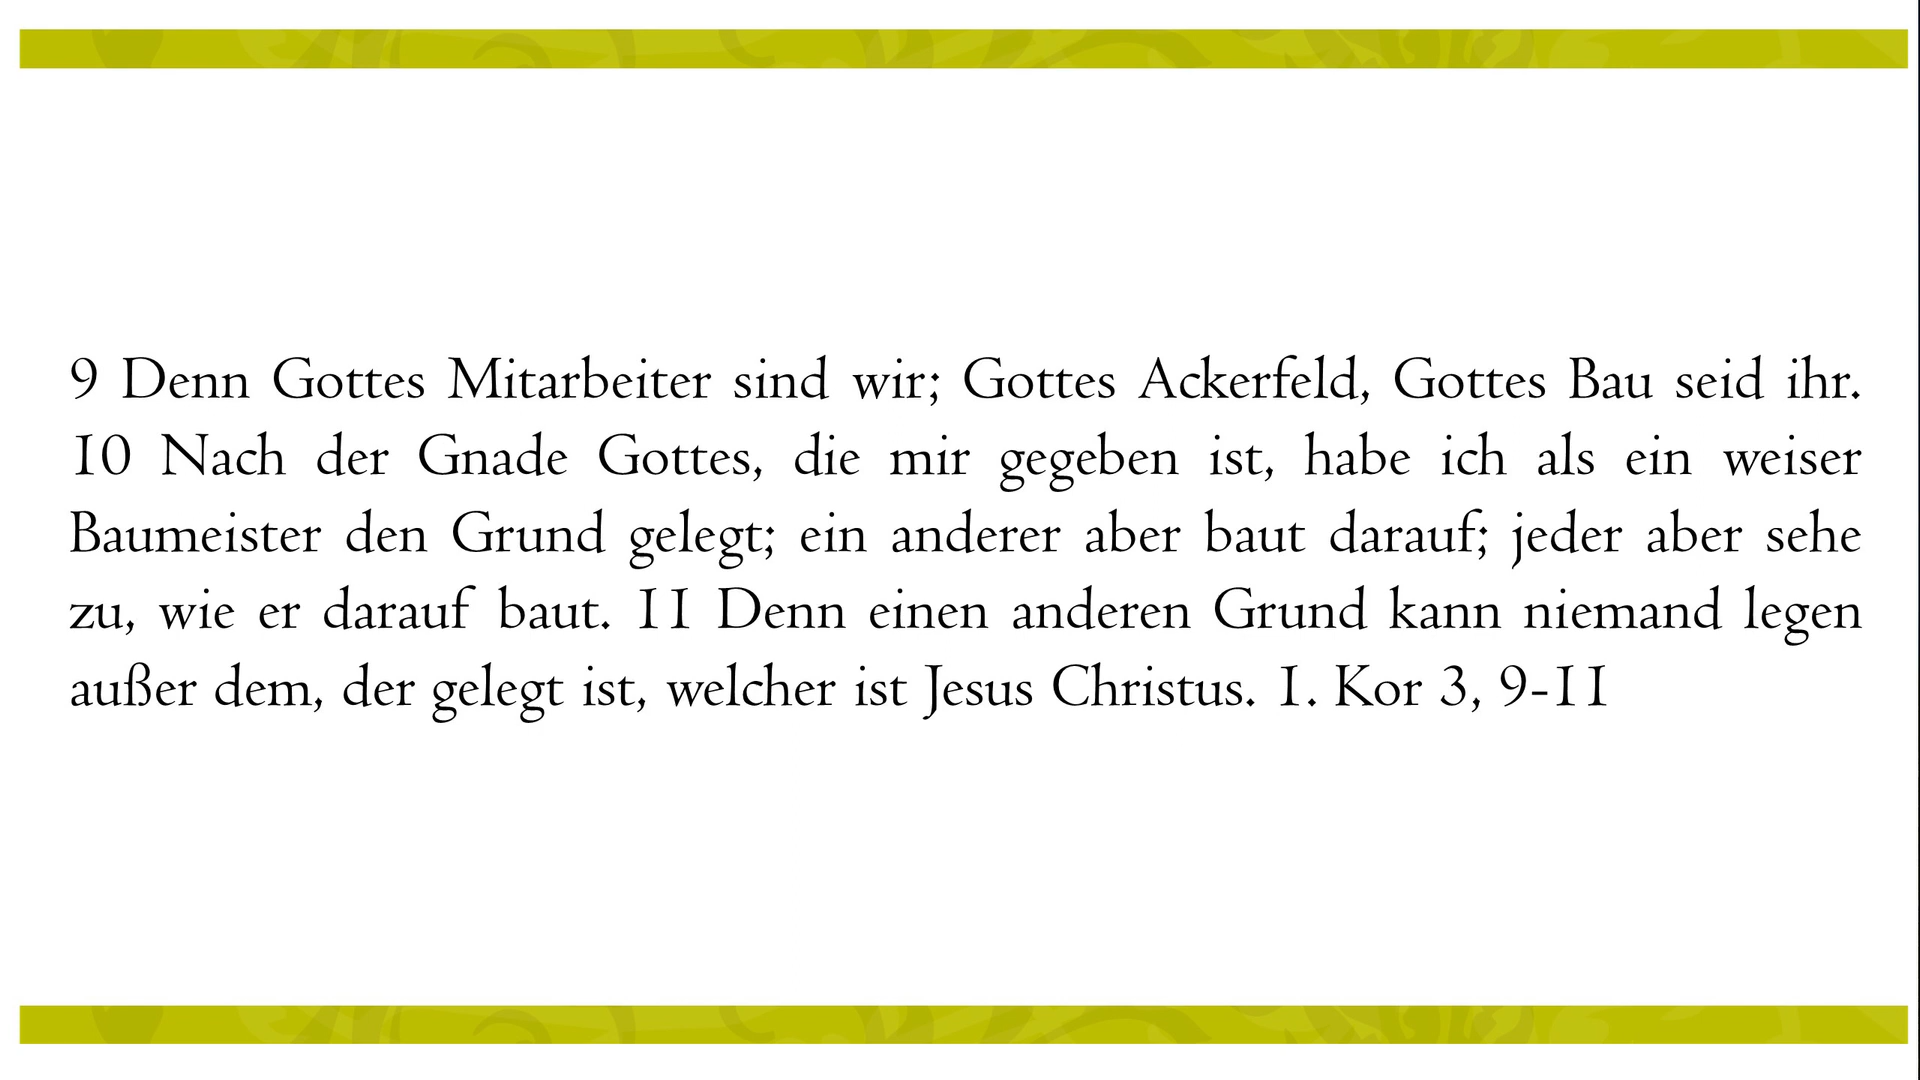 9 Denn Gottes Mitarbeiter sind wir; Gottes Ackerfeld, Gottes Bau seid ihr.
10 Nach der Gnade Gottes, die mir gegeben ist, habe ich als ein weiser
Baumeister den Grund gelegt; ein anderer aber baut darauf; jeder aber sehe
zu, wie er darauf baut. 11 Denn einen anderen Grund kann niemand legen
außer dem, der gelegt ist, welcher ist Jesus Christus. 1. Kor 3, 9-11